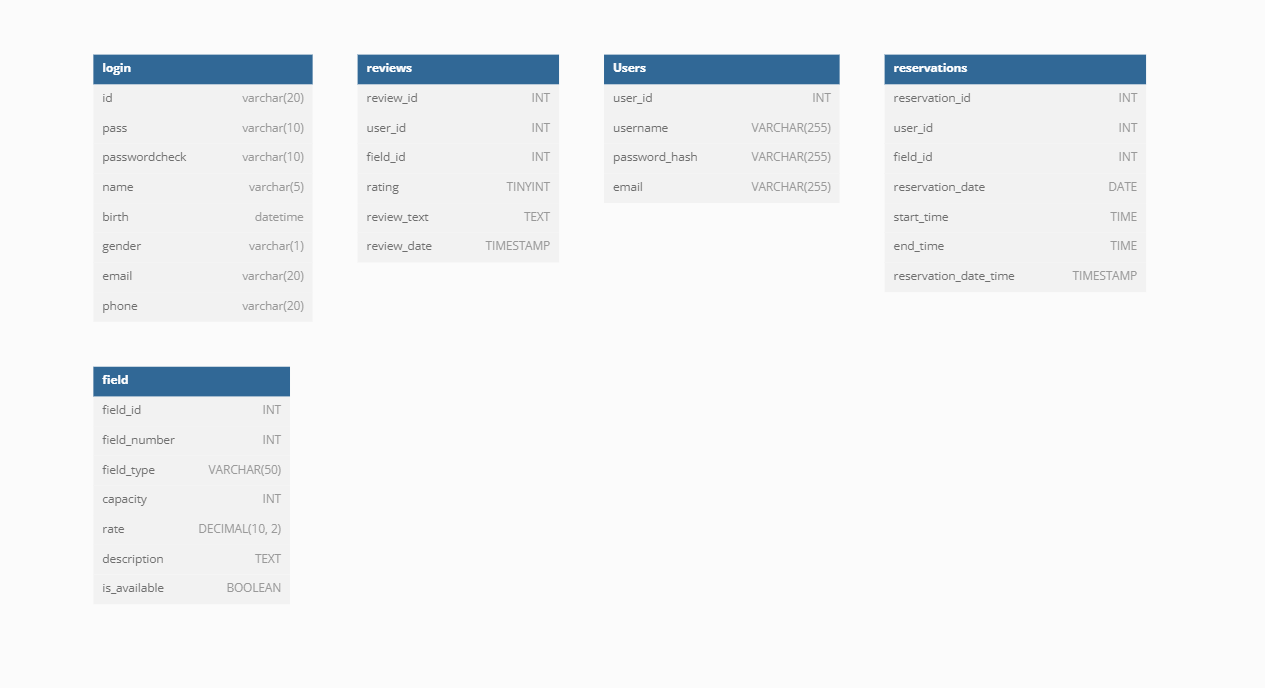 login
id varchar(20)
pass varchar(10)
passwordcheck varchar(10)
name varchar(5)
birth datetime
gender varchar(1)
email varchar(20)
phone varchar(20)
reviews
review_id INT
user_id INT
field_id INT
rating TINYINT
review_text TEXT
review_date TIMESTAMP
Users
user_id INT
username VARCHAR(255)
password_hash VARCHAR(255)
email VARCHAR(255)
reservations
reservation_id INT
user_id INT
field_id INT
reservation_date DATE
start_time TIME
end_time TIME
reservation_date_time TIMESTAMP
field
field_id INT
field_number INT
field_type VARCHAR(50)
capacity INT
rate DECIMAL(10, 2)
description TEXT
is_available BOOLEAN